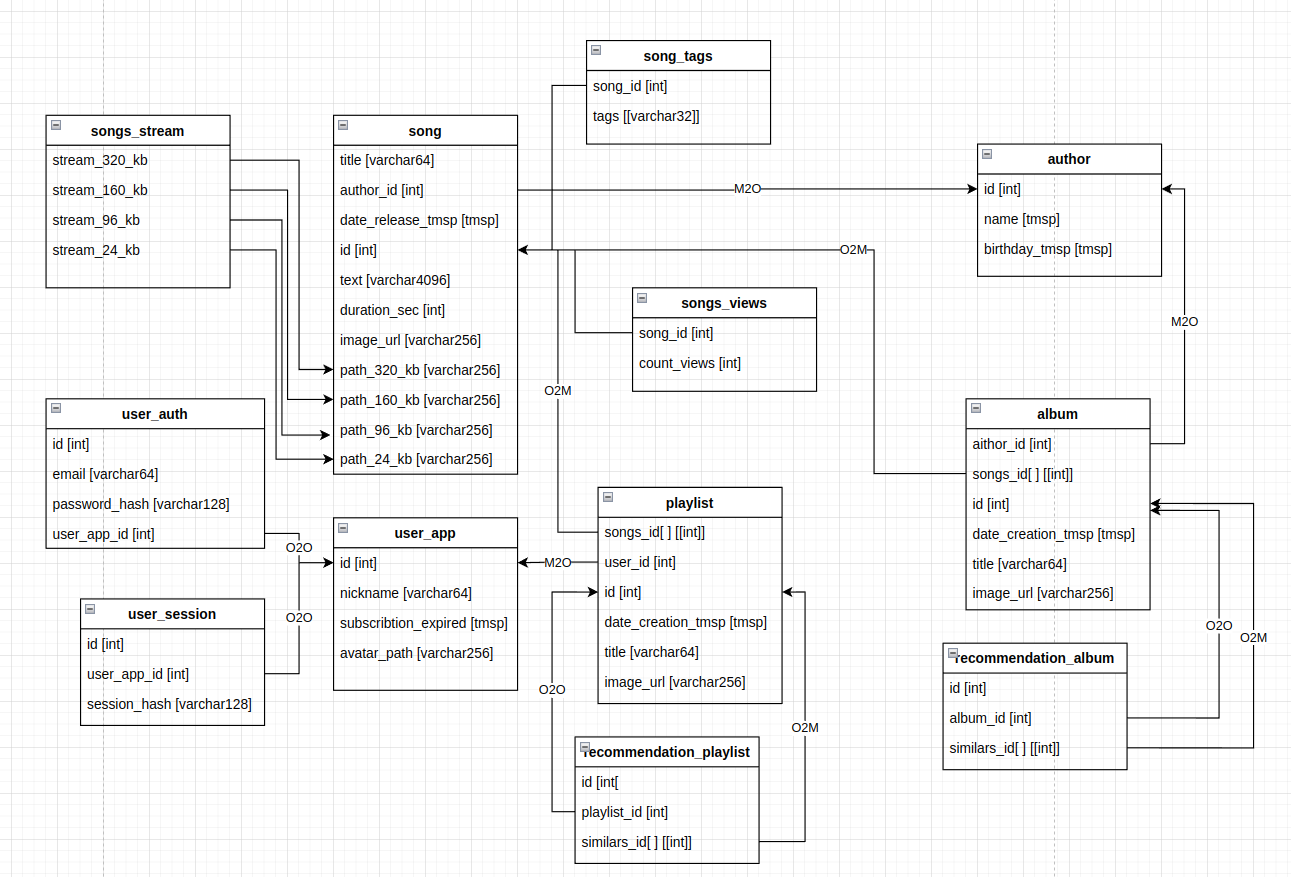 song_tags
song_id [int]
tags [[varchar32]]
songs_stream
stream_320_kb
stream_160_kb
stream_96_kb
stream_24_kb
song
title [varchar64]
author_id [int]
date_release_tmsp [tmsp]
id [int]
text [varchar4096]
duration_sec [int]
image_url [varchar256]
path_320_kb [varchar256]
path_160_kb [varchar256]
path_96_kb [varchar256]
path_24_kb [varchar256]
M2O
author
id [int]
name [tmsp]
birthday_tmsp [tmsp]
O2M
songs_views
song_id [int]
count_views [int]
M2O
O2M
user_auth
id [int]
email [varchar64]
password_hash [varchar128]
user_app_id [int]
album
aithor_id [int]
songs_id[ ] [[int]]
id [int]
date_creation_tmsp [tmsp]
title [varchar64]
image_url [varchar256]
O2O
O2O
user_app
id [int]
nickname [varchar64]
subscribtion_expired [tmsp]
avatar_path [varchar256]
M2O
playlist
songs_id[ ] [[int]]
user_id [int]
id [int]
date_creation_tmsp [tmsp]
title [varchar64]
image_url [varchar256]
user_session
id [int]
user_app_id [int]
session_hash [varchar128]
O2O
O2M
O2O
O2M
recommendation_album
id [int]
album_id [int]
similars_id[ ] [[int]]
recommendation_playlist
id [int[
playlist_id [int]
similars_id[ ] [[int]]